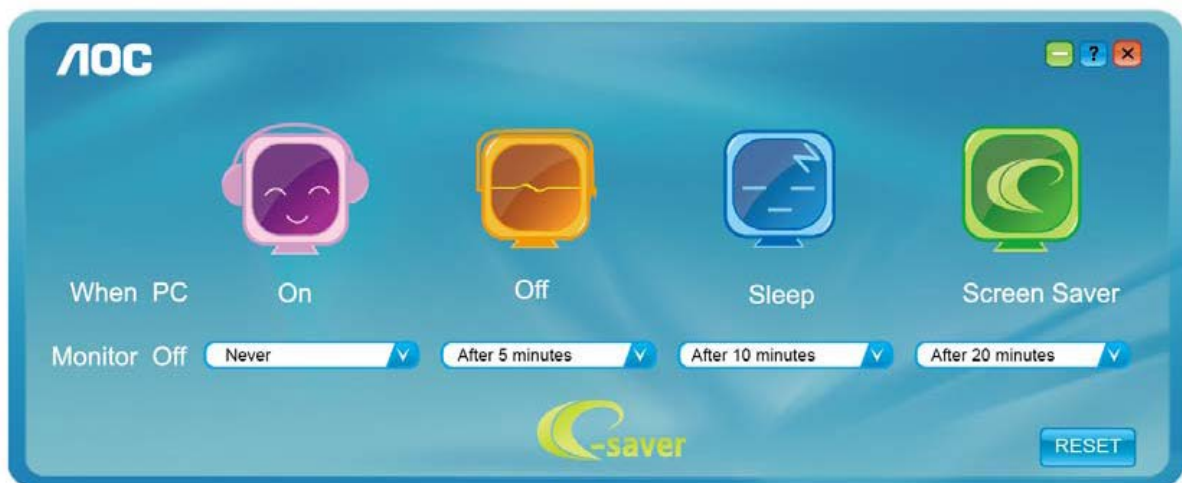 AOC
?
When PC On Off Sleep Screen Saver
Monitor Off Never After 5 minutes After 10 minutes After 20 minutes
e-saver
RESET